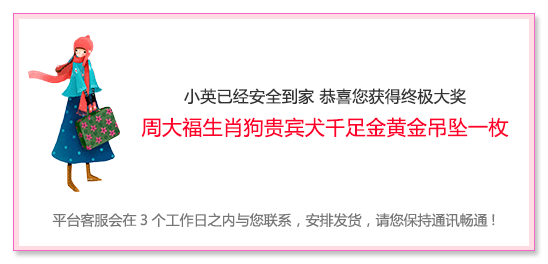 小英已经安全到家 恭喜您获得终极大奖
周大福生肖狗贵宾犬千足金黄金吊坠一枚
平台客服会在 3 个工作日之内与您联系，安排发货，请您保持通讯畅通！